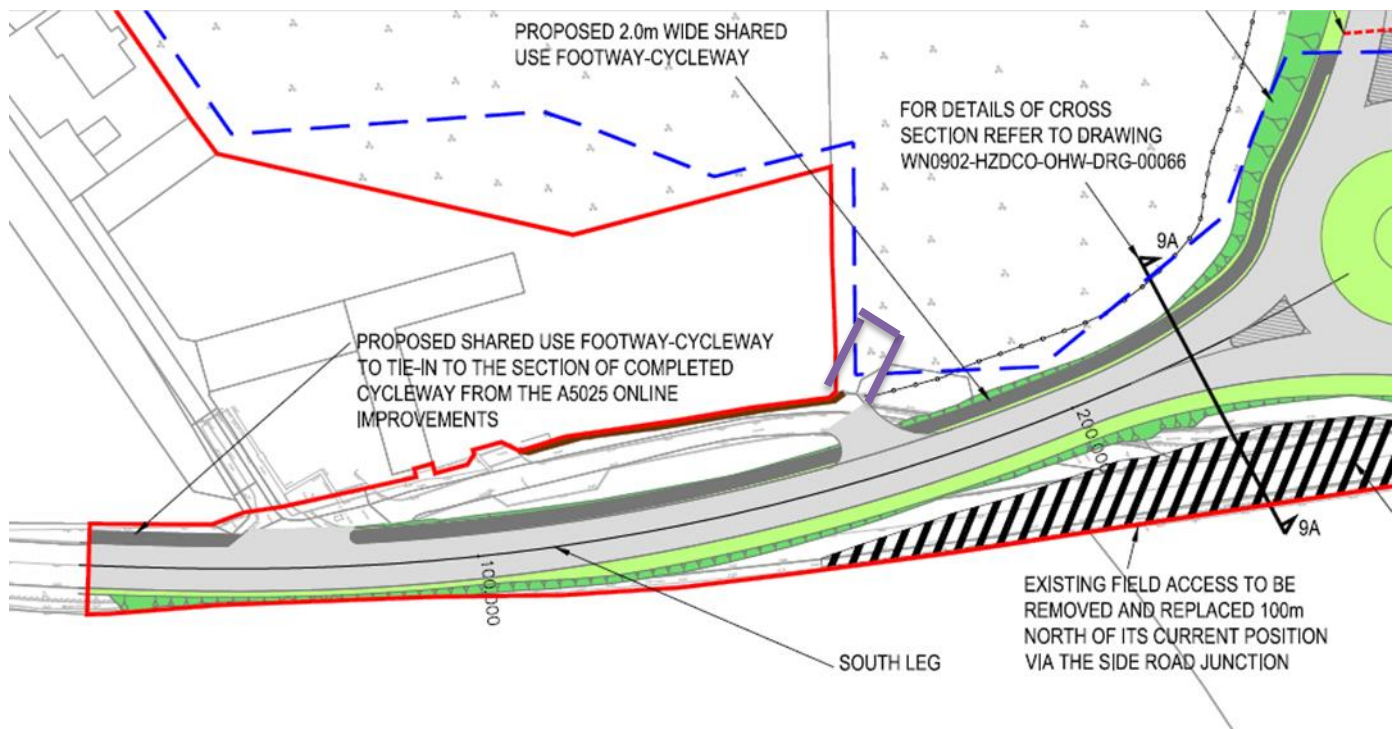 PROPOSED 2.0m WIDE SHARED
USE FOOTWAY-CYCLEWAY
FOR DETAILS OF CROSS
SECTION REFER TO DRAWING
WN0902-HZDCO-OHW-DRG-00066
9A
PROPOSED SHARED USE FOOTWAY-CYCLEWAY
TO TIE-IN TO THE SECTION OF COMPLETED
CYCLEWAY FROM THE A5025 ONLINE
IMPROVEMENTS
200.000
100.000
9A
EXISTING FIELD ACCESS TO BE
REMOVED AND REPLACED 100m
NORTH OF ITS CURRENT POSITION
VIA THE SIDE ROAD JUNCTION
SOUTH LEG